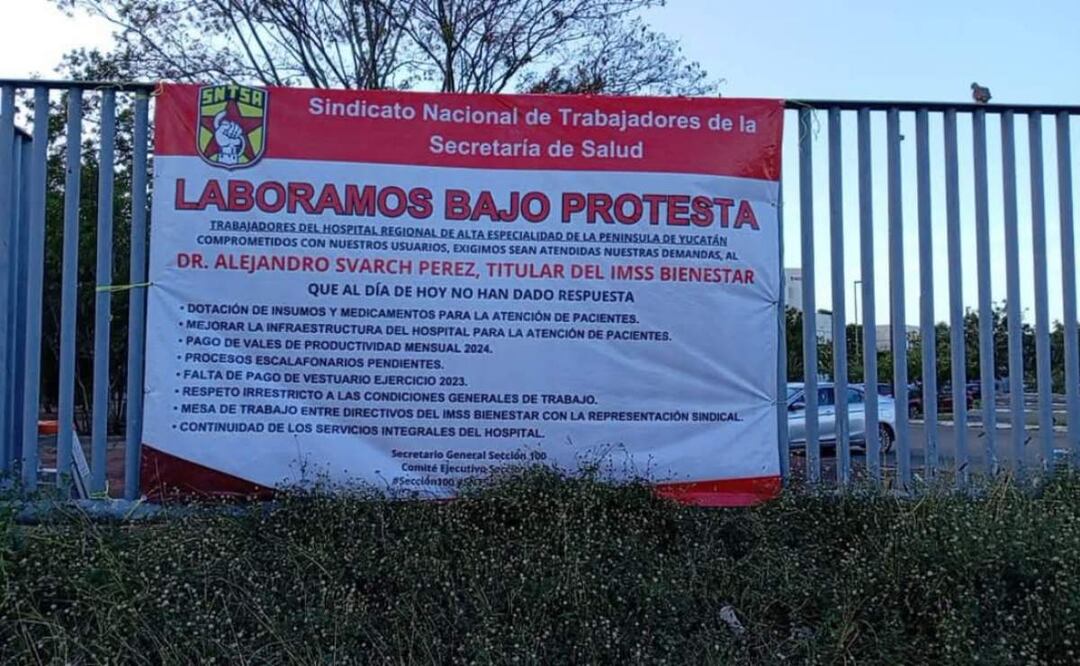 SNTSA
Sindicato Nacional de Trabajadores de la
Secretaría de Salud
LABORAMOS BAJO PROTESTA
TRABAJADORES DEL HOSPITAL REGIONAL DE ALTA ESPECIALIDAD DE LA PENINSULA DE YUCATÁN
COMPROMETIDOS CON NUESTROS USUARIOS, EXIGIMOS SEAN ATENDIDAS NUESTRAS DEMANDAS, AL
DR. ALEJANDRO SVARCH PEREZ, TITULAR DEL IMSS BIENESTAR
QUE AL DÍA DE HOY NO HAN DADO RESPUESTA
• DOTACIÓN DE INSUMOS Y MEDICAMENTOS PARA LA ATENCIÓN DE PACIENTES.
• MEJORAR LA INFRAESTRUCTURA DEL HOSPITAL PARA LA ATENCIÓN DE PACIENTES.
• PAGO DE VALES DE PRODUCTIVIDAD MENSUAL 2024.
• PROCESOS ESCALAFONARIOS PENDIENTES.
• FALTA DE PAGO DE VESTUARIO EJERCICIO 2023.
• RESPETO IRRESTRICTO A LAS CONDICIONES GENERALES DE TRABAJO.
• MESA DE TRABAJO ENTRE DIRECTIVOS DEL IMSS BIENESTAR CON LA REPRESENTACIÓN SINDICAL.
• CONTINUIDAD DE LOS SERVICIOS INTEGRALES DEL HOSPITAL.
Secretario General Sección 100
Comité Ejecutivo
#Sección100